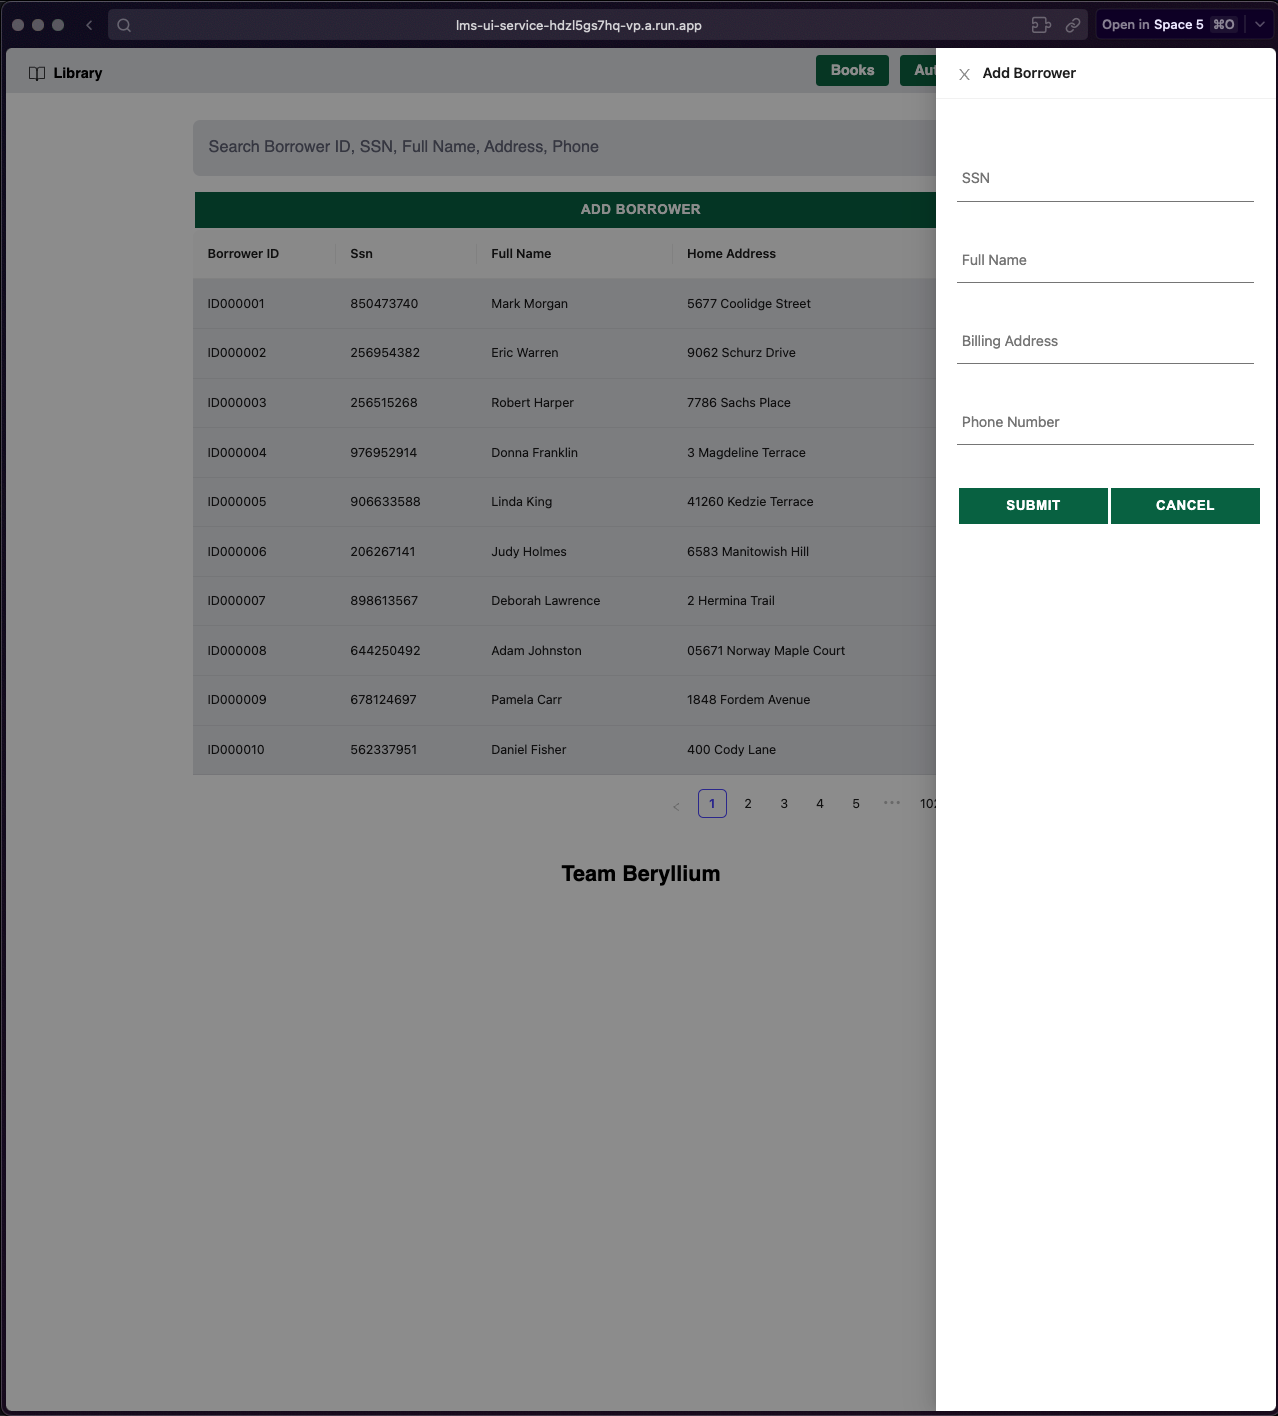 lms-ui-service-hdzl5gs7hq-vp.a.run.app
Open in Space 5 ⌘O
Library
Books
Add Borrower
Search Borrower ID, SSN, Full Name, Address, Phone
ADD BORROWER
Borrower ID Ssn Full Name Home Address
ID000001 850473740 Mark Morgan 5677 Coolidge Street
ID000002 256954382 Eric Warren 9062 Schurz Drive
ID000003 256515268 Robert Harper 7786 Sachs Place
ID000004 976952914 Donna Franklin 3 Magdeline Terrace
ID000005 906633588 Linda King 41260 Kedzie Terrace
ID000006 206267141 Judy Holmes 6583 Manitowish Hill
ID000007 898613567 Deborah Lawrence 2 Hermina Trail
ID000008 644250492 Adam Johnston 05671 Norway Maple Court
ID000009 678124697 Pamela Carr 1848 Fordem Avenue
ID000010 562337951 Daniel Fisher 400 Cody Lane
1 2 3 4 5 •••
Team Beryllium
SSN
Full Name
Billing Address
Phone Number
SUBMIT CANCEL